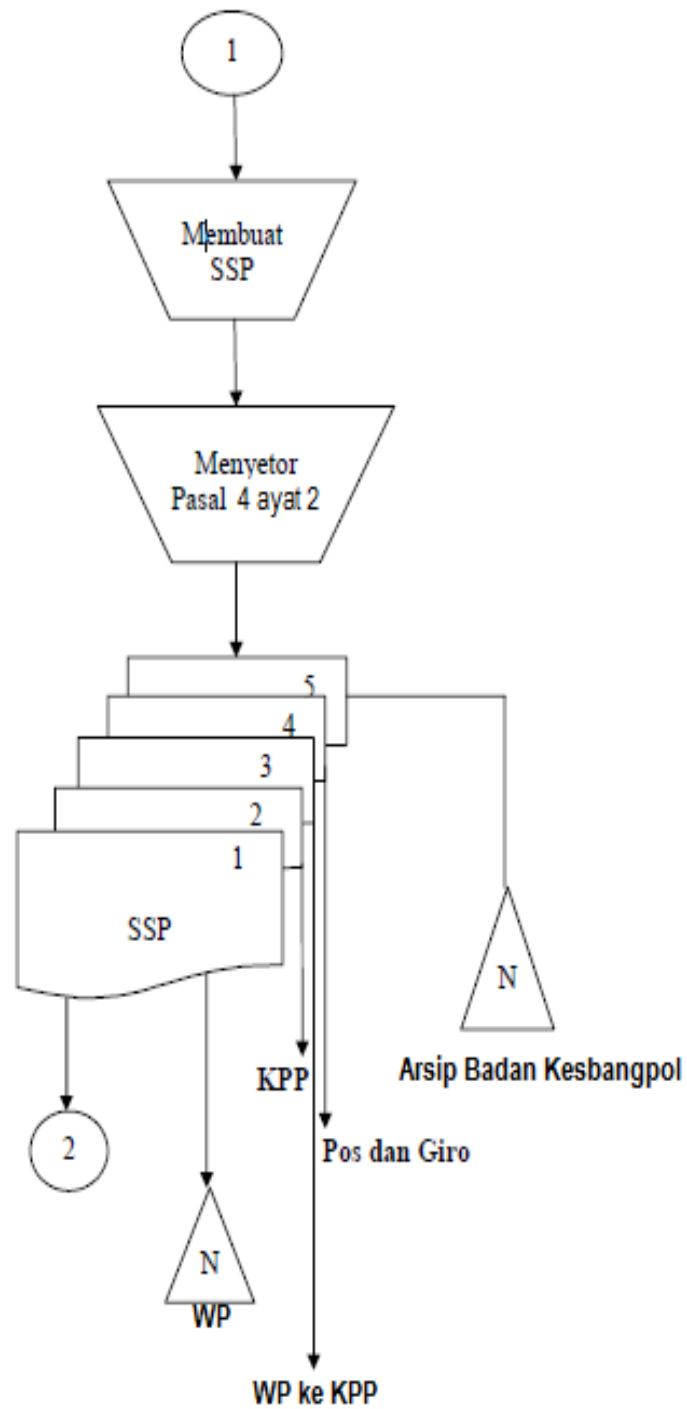 1
Membuat
SSP
Menyetor
Pasal 4 ayat 2
5
4
3
2
1
SSP
N
KPP
Arsip Badan Kesbangpol
2
Pos dan Giro
N
WP
WP ke KPP